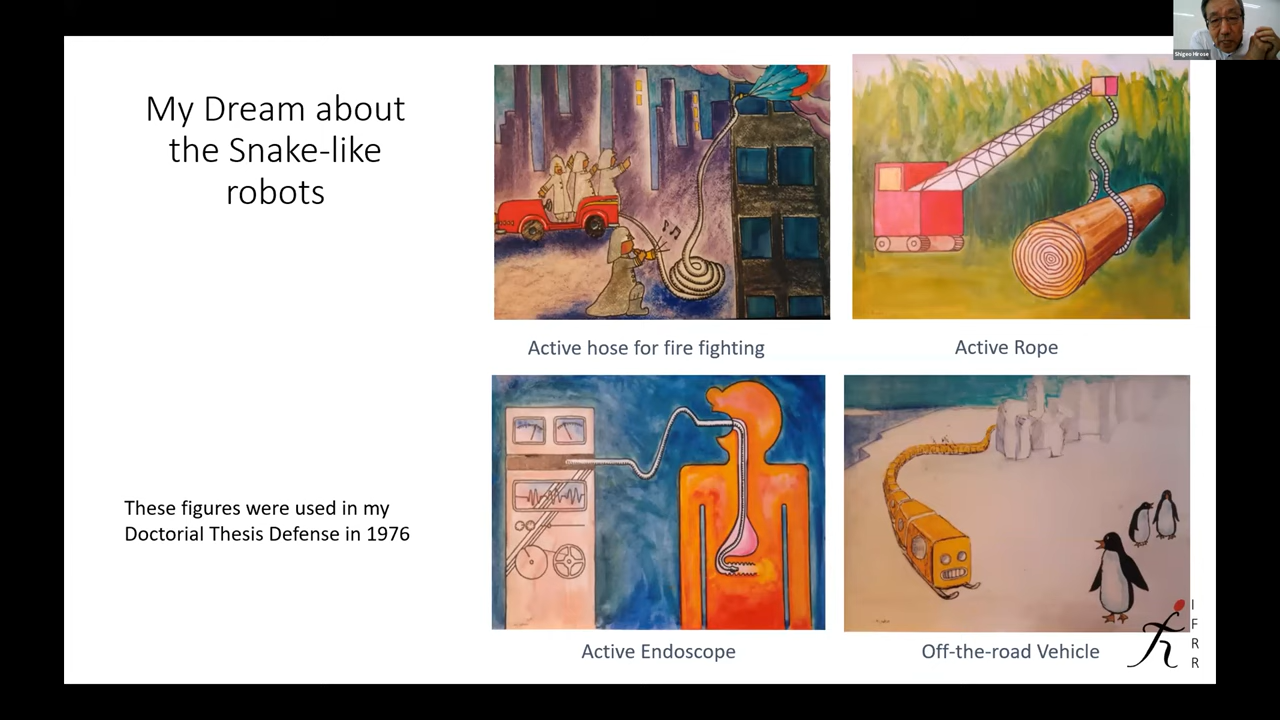 Shigeo Hirose
My Dream about
the Snake-like
robots
Active hose for fire fighting
Active Rope
These figures were used in my
Doctorial Thesis Defense in 1976
Active Endoscope
Off-the-road Vehicle
I
F
R
R